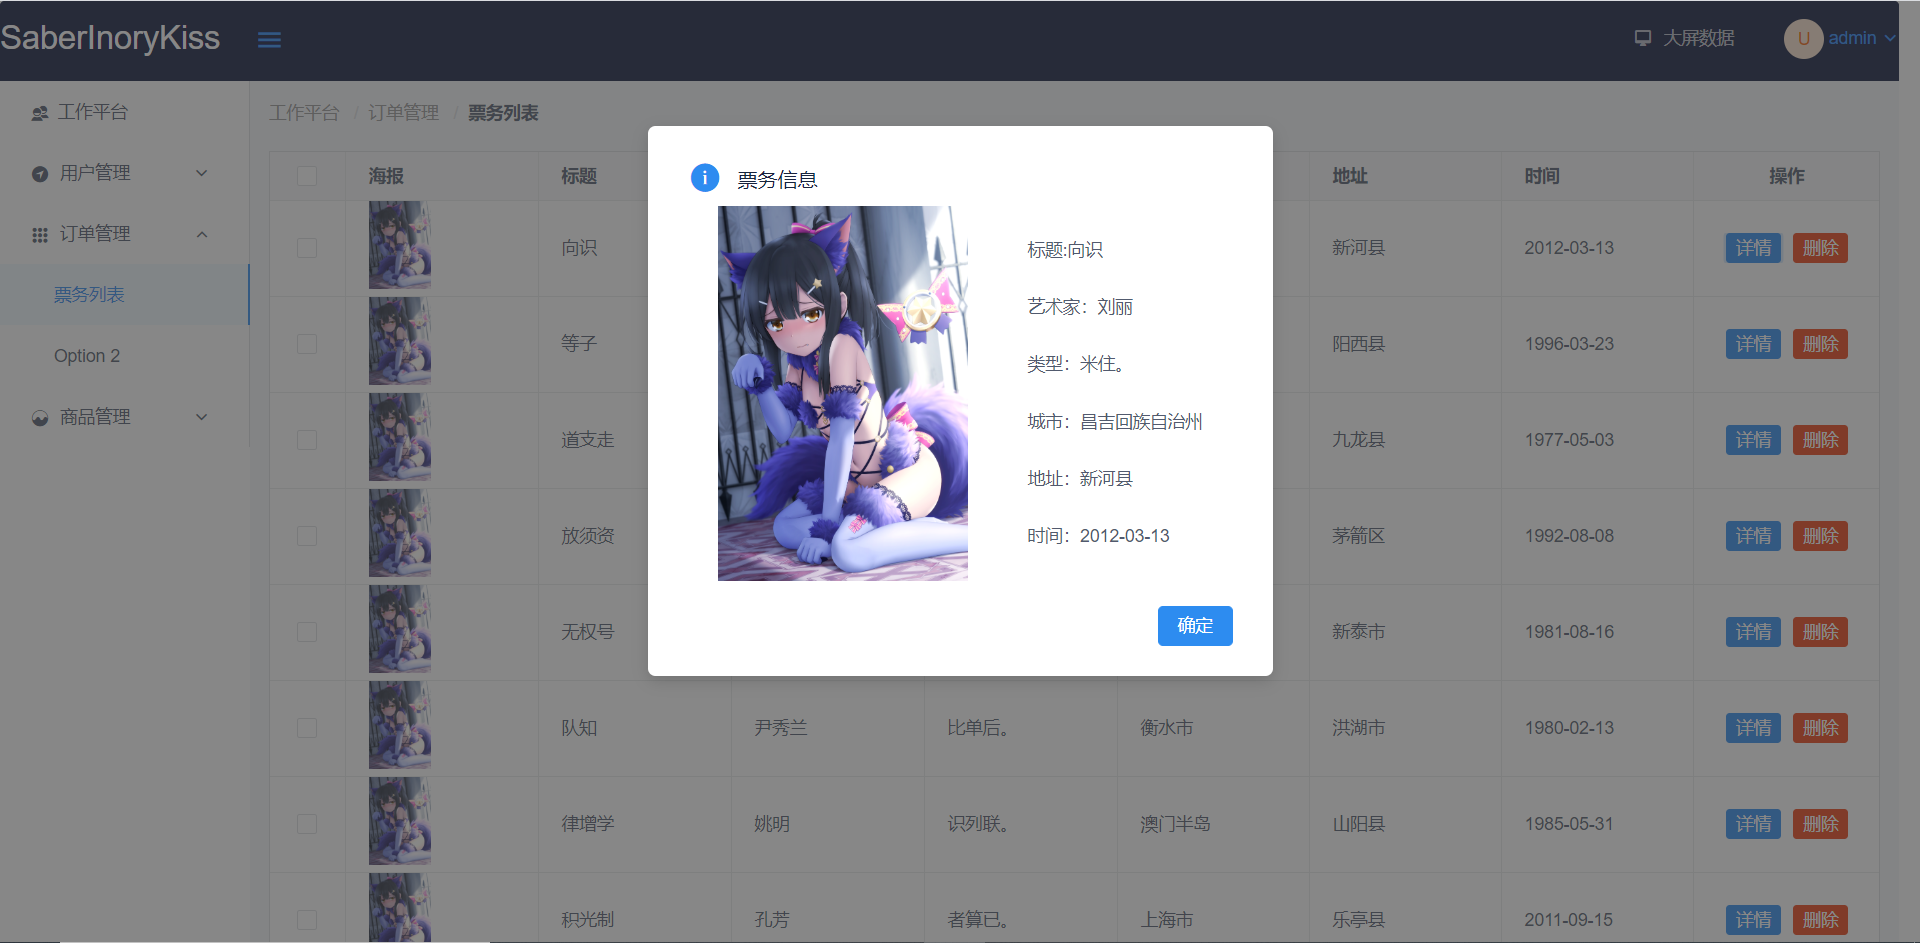 SaberInoryKiss
大屏数据
U
admin
工作平台
用户管理
订单管理
票务列表
Option 2
商品管理
工作平台 / 订单管理 / 票务列表
海报 标题 地址 时间 操作
向识 新河县 2012-03-13 详情 删除
等子 阳西县 1996-03-23 详情 删除
道支走 九龙县 1977-05-03 详情 删除
放须资 茅箭区 1992-08-08 详情 删除
无权号 新泰市 1981-08-16 详情 删除
队知 尹秀兰 比单后。 衡水市 洪湖市 1980-02-13 详情 删除
律增学 姚明 识列联。 澳门半岛 山阳县 1985-05-31 详情 删除
积光制 孔芳 者算已。 上海市 乐亭县 2011-09-15 详情 删除
票务信息
标题:向识
艺术家：刘丽
类型：米住。
城市：昌吉回族自治州
地址：新河县
时间：2012-03-13
确定